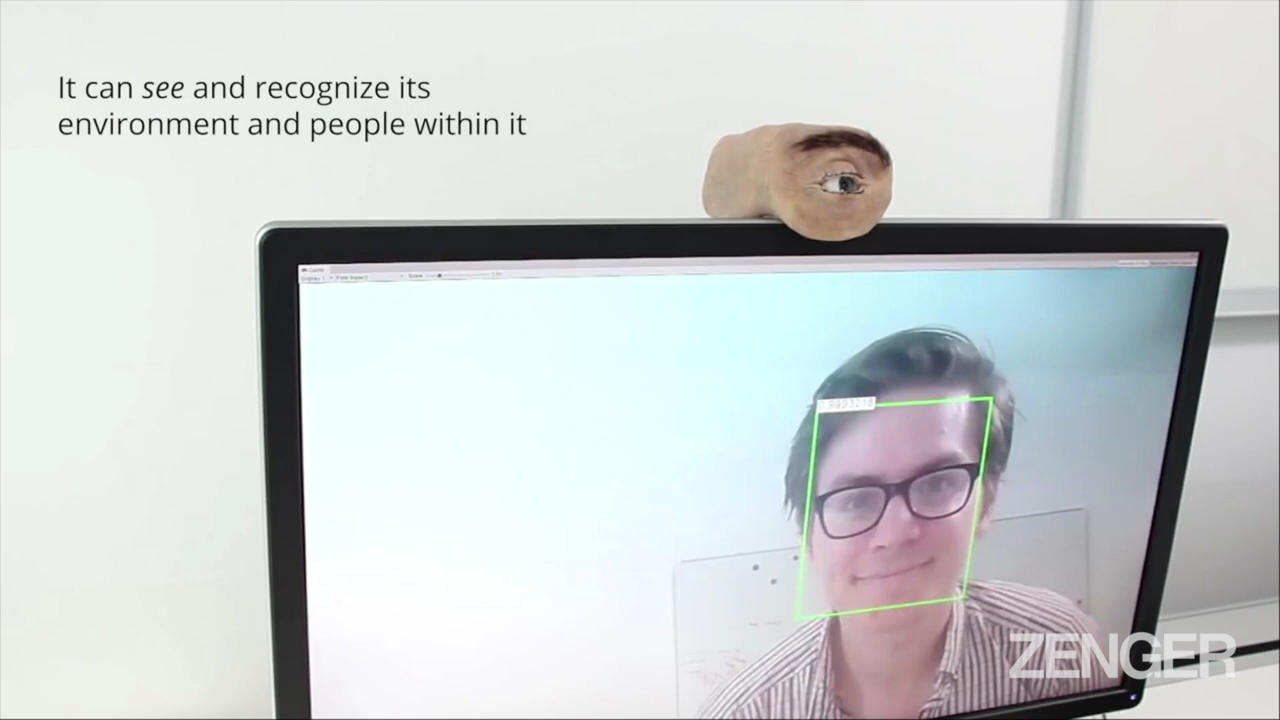 It can see and recognize its
environment and people within it
ZENGER